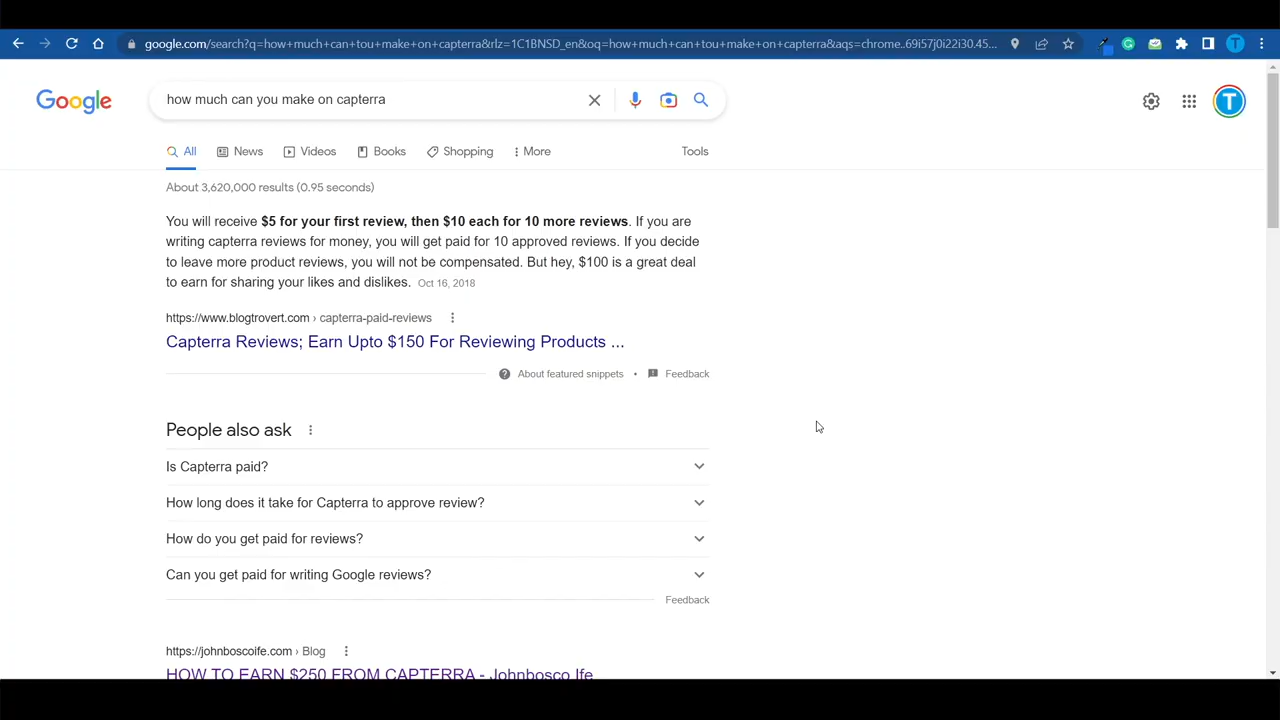 google.com/search?q=how+much+can+tou+make+on+capterra&rlz=1C1BNSD_en&oq=how+much+can+tou+make+on+capterra&aqs=chrome..69i57j0i22i30.45...
T
Google
how much can you make on capterra
T
All
News
Videos
Books
Shopping
More
Tools
About 3,620,000 results (0.95 seconds)
You will receive $5 for your first review, then $10 each for 10 more reviews. If you are
writing capterra reviews for money, you will get paid for 10 approved reviews. If you decide
to leave more product reviews, you will not be compensated. But hey, $100 is a great deal
to earn for sharing your likes and dislikes. Oct 16, 2018
https://www.blogtrovert.com › capterra-paid-reviews
Capterra Reviews; Earn Upto $150 For Reviewing Products ...
About featured snippets • Feedback
People also ask
Is Capterra paid?
How long does it take for Capterra to approve review?
How do you get paid for reviews?
Can you get paid for writing Google reviews?
Feedback
https://johnboscoife.com › Blog
HOW TO EARN $250 FROM CAPTERRA - Johnbosco Ife